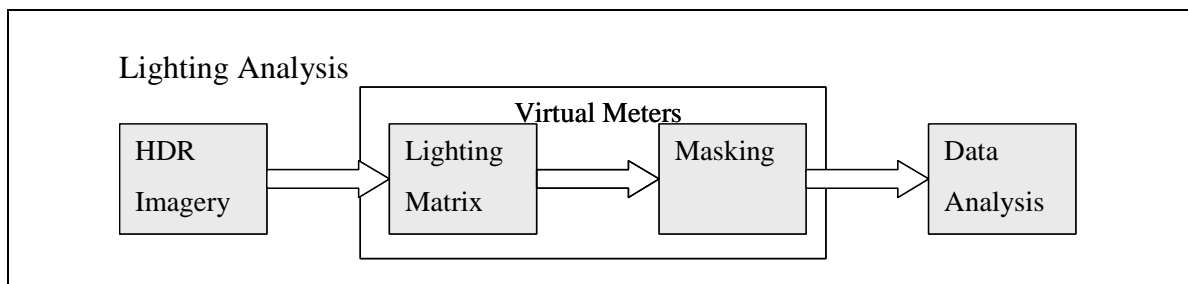 Lighting Analysis
Virtual Meters
HDR
Imagery
Lighting
Matrix
Masking
Data
Analysis